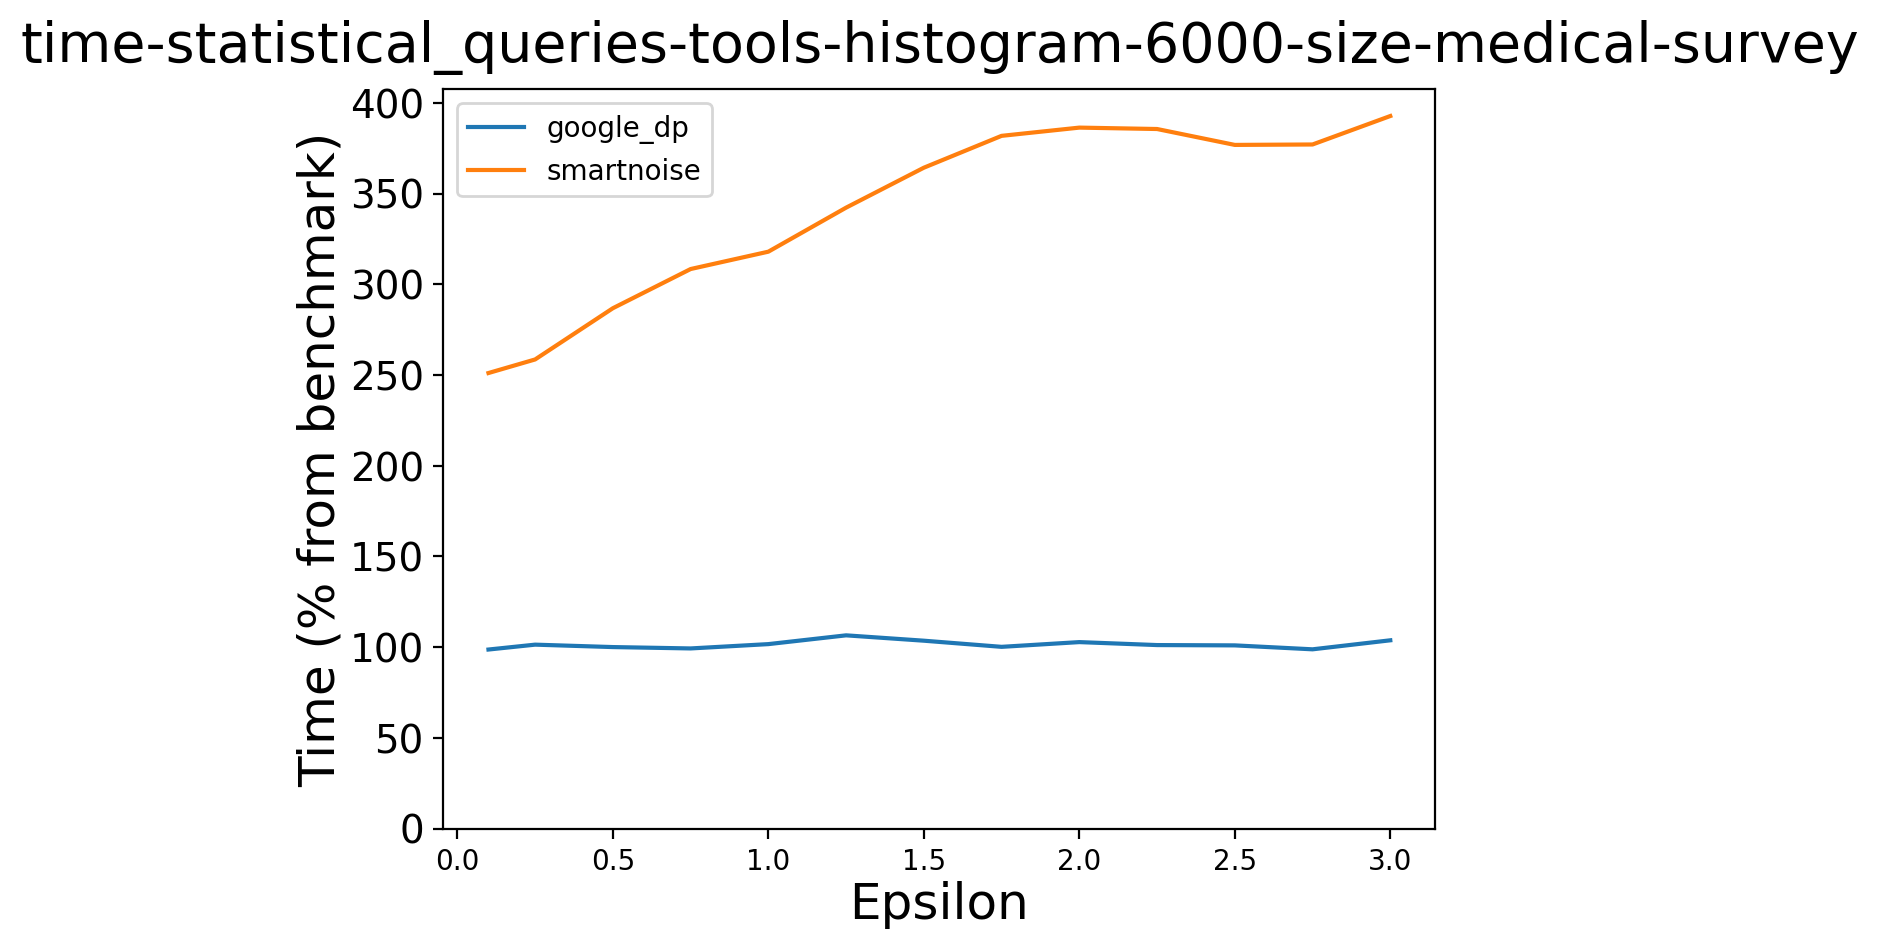 time-statistical_queries-tools-histogram-6000-size-medical-survey
google_dp
smartnoise
Time (% from benchmark)
400
350
300
250
200
150
100
50
0
0.0 0.5 1.0 1.5 2.0 2.5 3.0
Epsilon